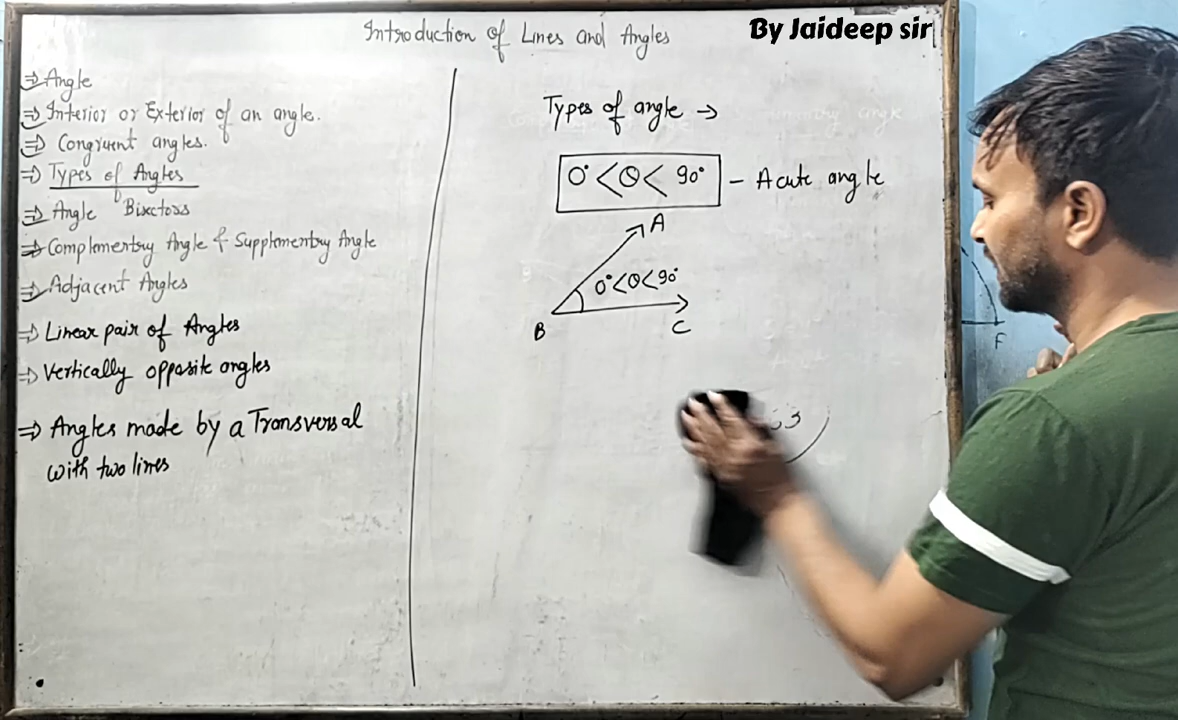 Introduction of Lines and Angles
By Jaideep sir
⇒ Angle
⇒ Interior or Exterior of an angle.
⇒ Congruent angles.
⇒ Types of Angles
⇒ Angle Bisectors
⇒ Complementry Angle & Supplementry Angle
⇒ Adjacent Angles
⇒ Linear pair of Angles
⇒ Vertically opposite angles
⇒ Angles made by a Transversal
with two lines
Types of angle →
0° < θ < 90° - Acute angle
A
0° < θ < 90°
B
C
F